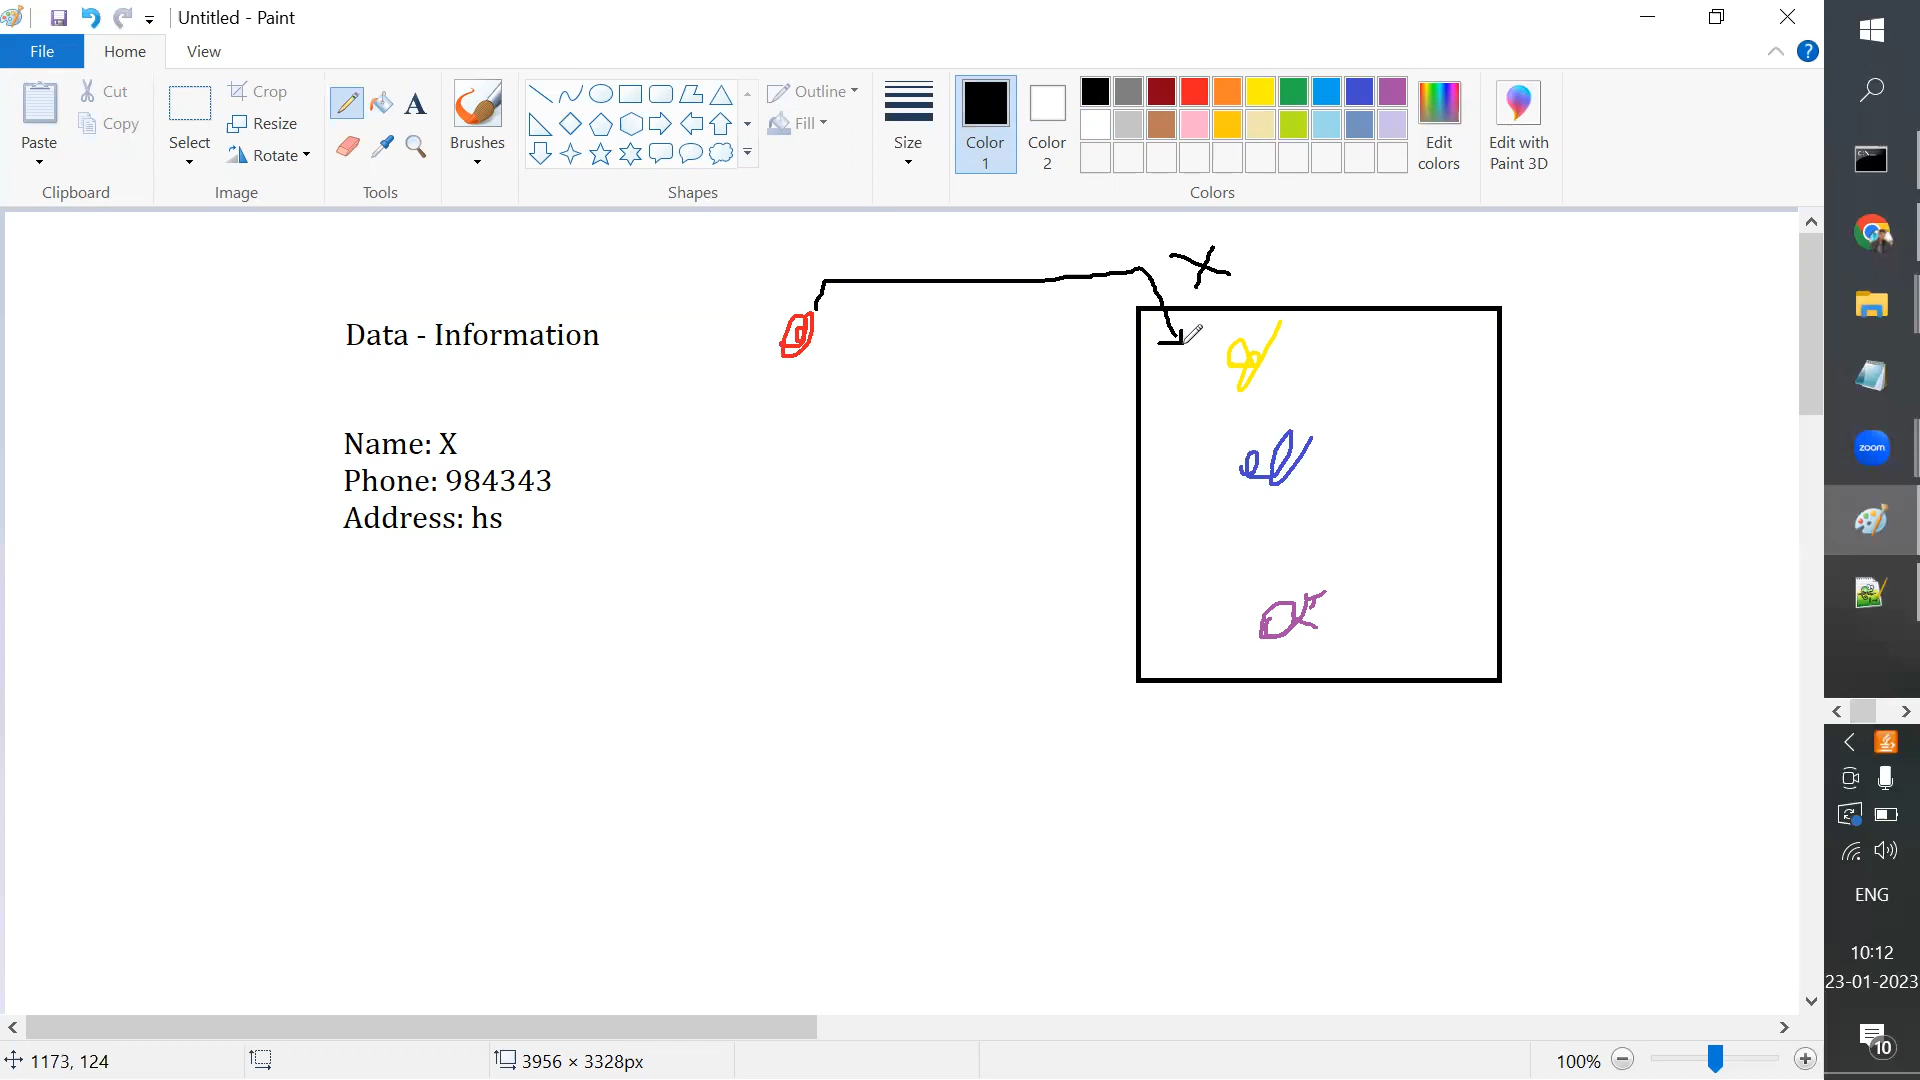 Untitled - Paint
File
Home
View
Paste
Cut
Copy
Clipboard
Select
Crop
Resize
Rotate
Image
Tools
Brushes
Shapes
Outline
Fill
Size
Color 1
Color 2
Edit colors
Edit with Paint 3D
Colors
Data - Information
X
Name: X
Phone: 984343
Address: hs
zoom
ENG
10:12
23-01-2023
10
1173, 124
3956 × 3328px
100%